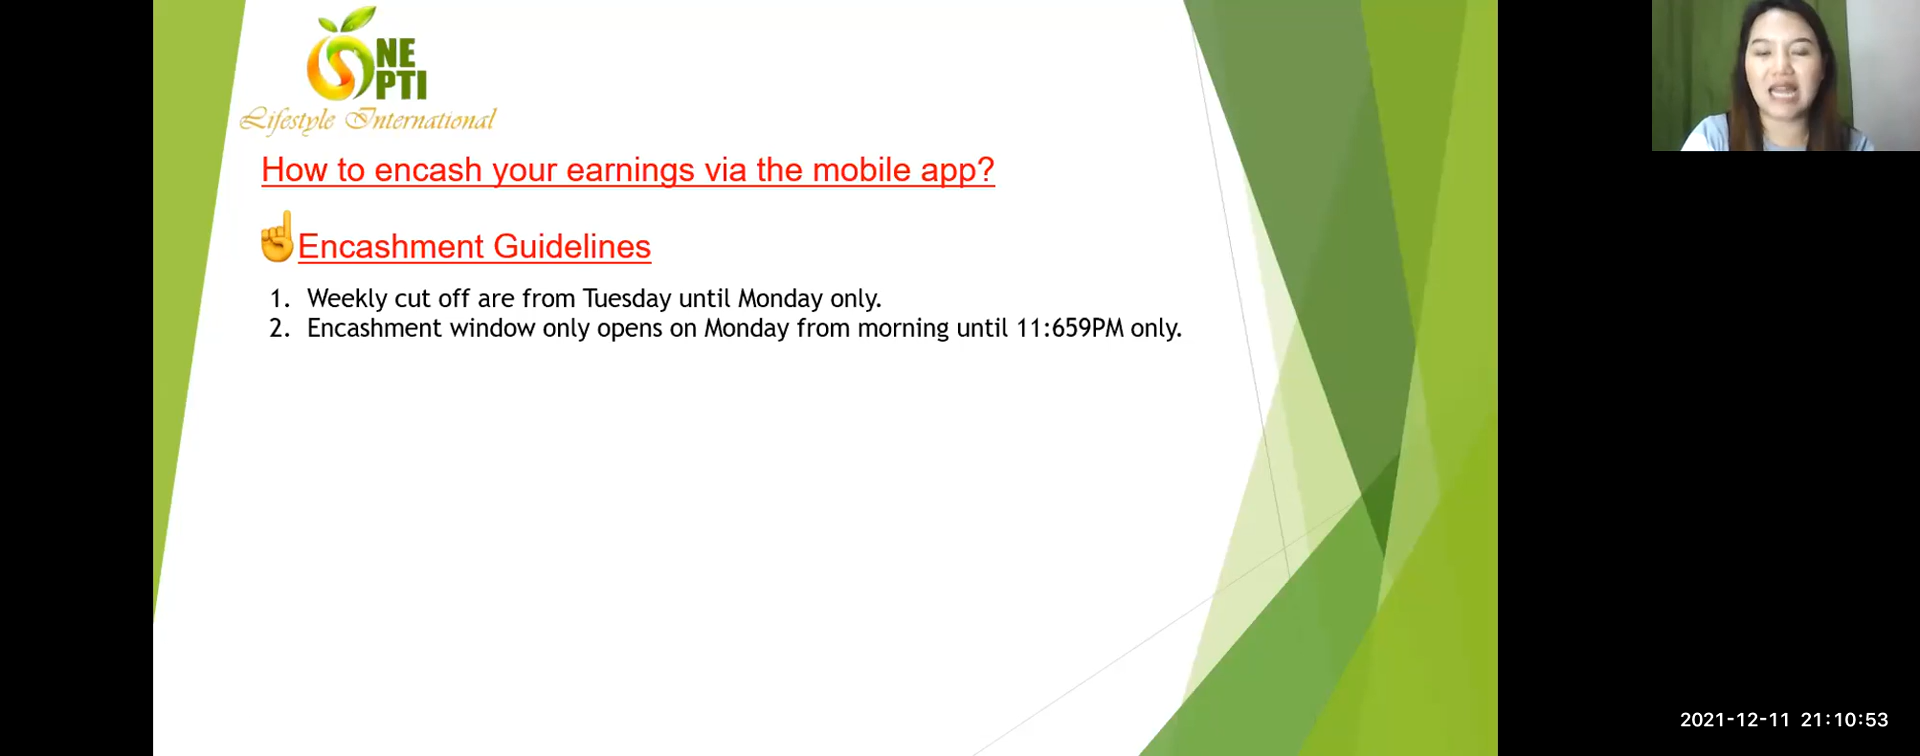 NE
PTI
Lifestyle International
How to encash your earnings via the mobile app?
Encashment Guidelines
1. Weekly cut off are from Tuesday until Monday only.
2. Encashment window only opens on Monday from morning until 11:659PM only.
2021-12-11 21:10:53